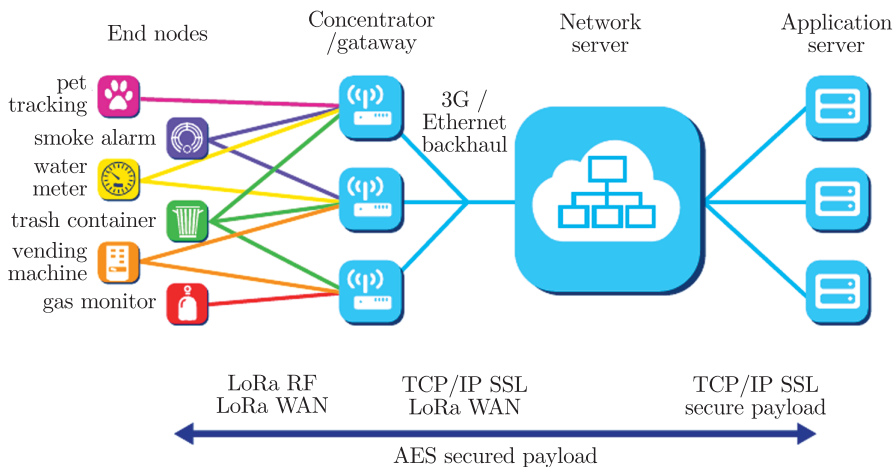 End nodes
Concentrator
/gataway
Network
server
Application
server
pet
tracking
smoke alarm
water
meter
trash container
vending
machine
gas monitor
3G /
Ethernet
backhaul
LoRa RF
LoRa WAN
TCP/IP SSL
LoRa WAN
TCP/IP SSL
secure payload
AES secured payload